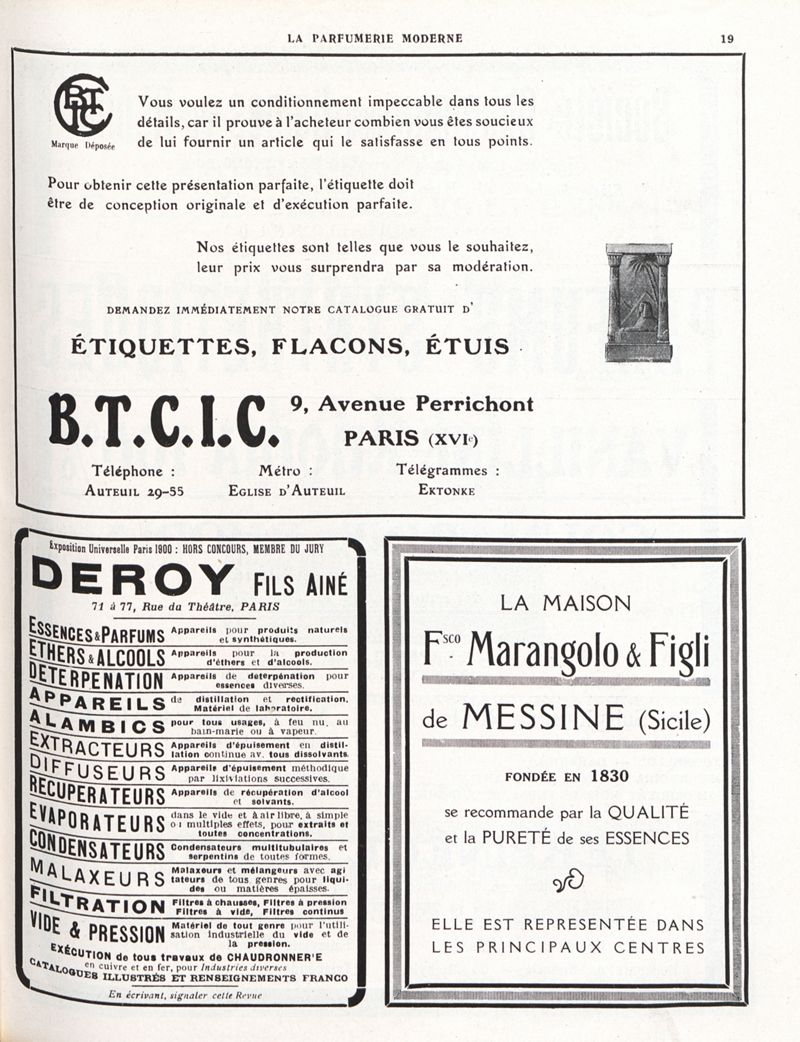 LA PARFUMERIE MODERNE
19
BTCIC
Marque Déposée
Vous voulez un conditionnement impeccable dans tous les
détails, car il prouve à l'acheteur combien vous êtes soucieux
de lui fournir un article qui le satisfasse en tous points.
Pour obtenir cette présentation parfaite, l'étiquette doit
être de conception originale et d'exécution parfaite.
Nos étiquettes sont telles que vous le souhaitez,
leur prix vous surprendra par sa modération.
DEMANDEZ IMMÉDIATEMENT NOTRE CATALOGUE GRATUIT D'
ÉTIQUETTES, FLACONS, ÉTUIS
B.T.C.I.C.
9, Avenue Perrichont
PARIS (XVIe)
Téléphone :
AUTEUIL 29-55
Métro :
EGLISE D'AUTEUIL
Télégrammes :
EKTONKE
Exposition Universelle Paris 1900 : HORS CONCOURS, MEMBRE DU JURY
DEROY FILS AINÉ
71 à 77, Rue du Théâtre, PARIS
ESSENCES & PARFUMS Appareils pour produits naturels
et synthétiques.
ETHERS & ALCOOLS Appareils pour la production
d'éthers et d'alcools.
DETERPENATION Appareils de deterpénation pour
essences diverses.
APPAREILS de distillation et rectification.
Matériel de laboratoire.
ALAMBICS pour tous usages, à feu nu, au
bain-marie ou à vapeur.
EXTRACTEURS Appareils d'épuisement en distil-
lation continue av. tous dissolvants.
DIFFUSEURS Appareils d'épuisement méthodique
par lixiviations successives.
RECUPERATEURS Appareils de récupération d'alcool
et solvants.
EVAPORATEURS dans le vide et à air libre, à simple
ou multiples effets, pour extraits et
toutes concentrations.
CONDENSATEURS Condensateurs multitubulaires et
serpentins de toutes formes.
MALAXEURS Malaxeurs et mélangeurs avec agi
tateurs de tous genres pour liqui-
des ou matières épaisses.
FILTRATION Filtres à chausses, Filtres à pression
Filtres à vide, Filtres continus
VIDE & PRESSION Matériel de tout genre pour l'utili-
sation industrielle du vide et de
la pression.
EXÉCUTION de tous travaux de CHAUDRONNER'E
en cuivre et en fer, pour Industries diverses
CATALOGUES ILLUSTRÉS ET RENSEIGNEMENTS FRANCO
En écrivant, signaler cette Revue
LA MAISON
Fsco Marangolo & Figli
de MESSINE (Sicile)
FONDÉE EN 1830
se recommande par la QUALITÉ
et la PURETÉ de ses ESSENCES
ELLE EST REPRESENTÉE DANS
LES PRINCIPAUX CENTRES